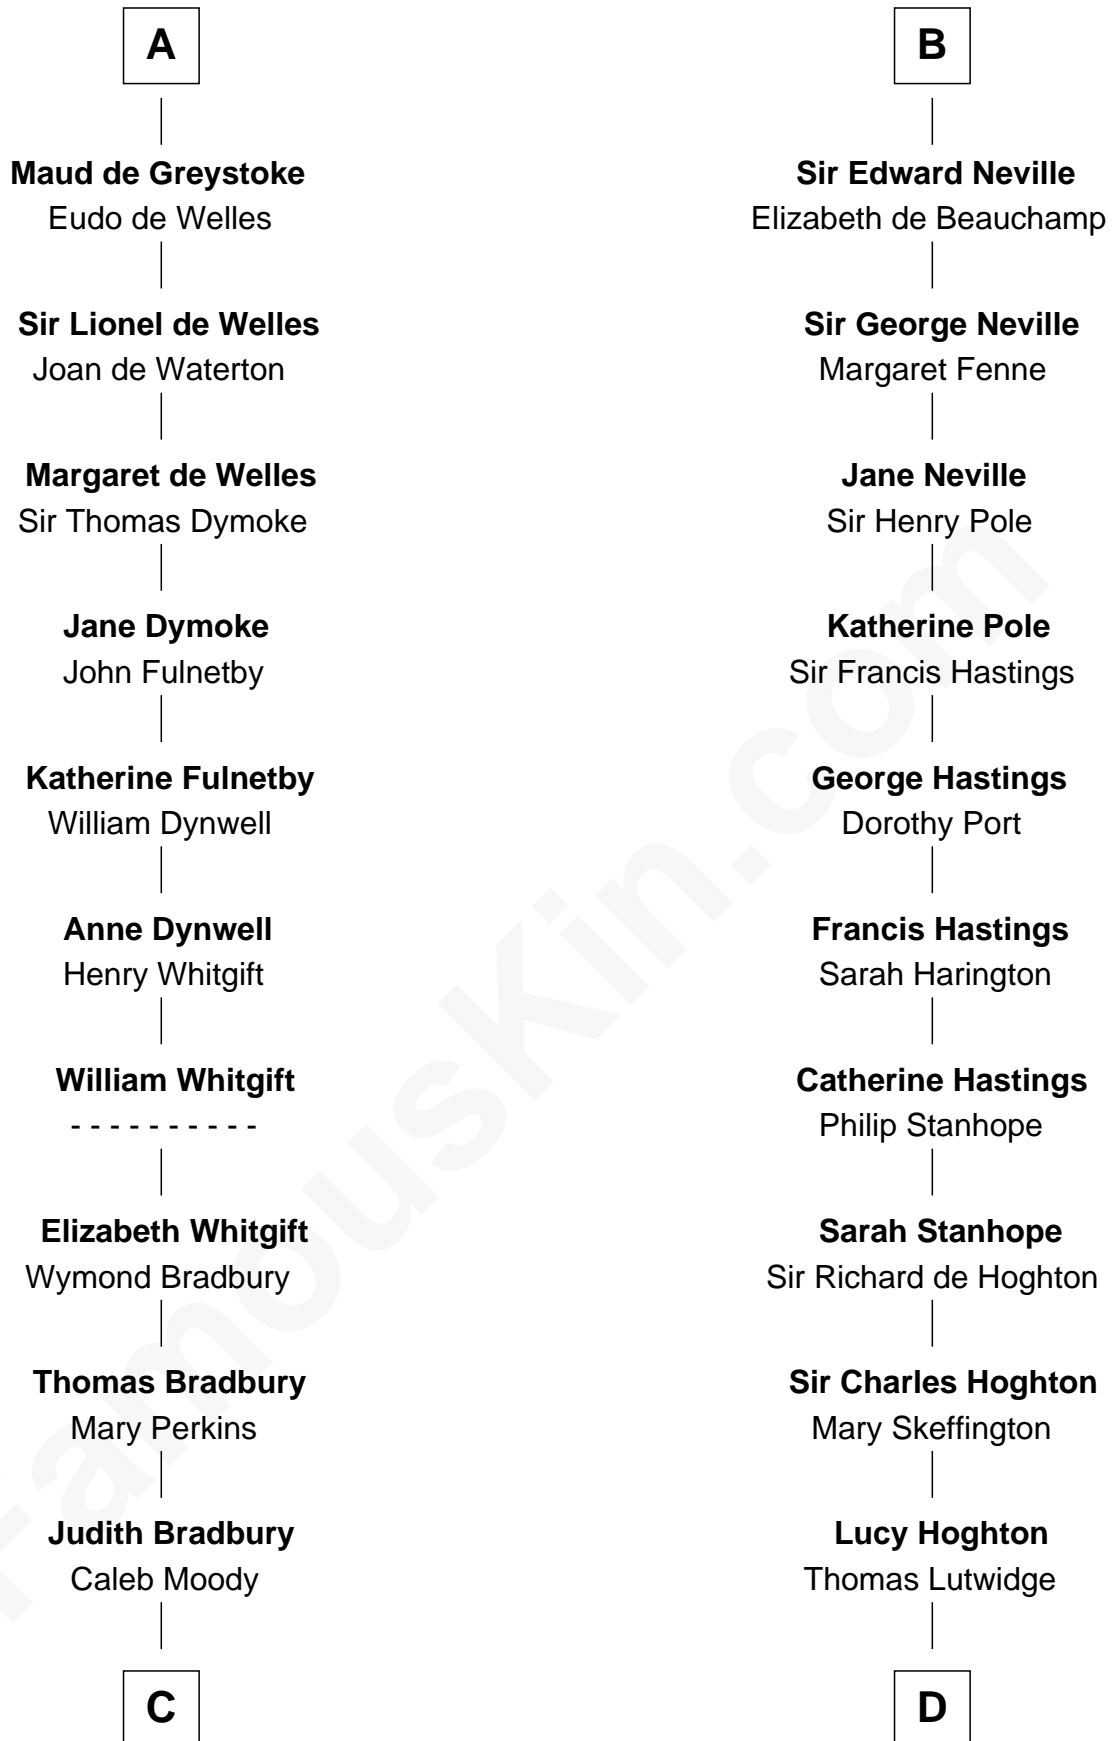 A
Maud de Greystoke
Eudo de Welles
Sir Lionel de Welles
Joan de Waterton
Margaret de Welles
Sir Thomas Dymoke
Jane Dymoke
John Fulnetby
Katherine Fulnetby
William Dynwell
Anne Dynwell
Henry Whitgift
William Whitgift
- - - - - - - - - -
Elizabeth Whitgift
Wymond Bradbury
Thomas Bradbury
Mary Perkins
Judith Bradbury
Caleb Moody
C
B
Sir Edward Neville
Elizabeth de Beauchamp
Sir George Neville
Margaret Fenne
Jane Neville
Sir Henry Pole
Katherine Pole
Sir Francis Hastings
George Hastings
Dorothy Port
Francis Hastings
Sarah Harington
Catherine Hastings
Philip Stanhope
Sarah Stanhope
Sir Richard de Hoghton
Sir Charles Hoghton
Mary Skeffington
Lucy Hoghton
Thomas Lutwidge
D
FamousKin.com